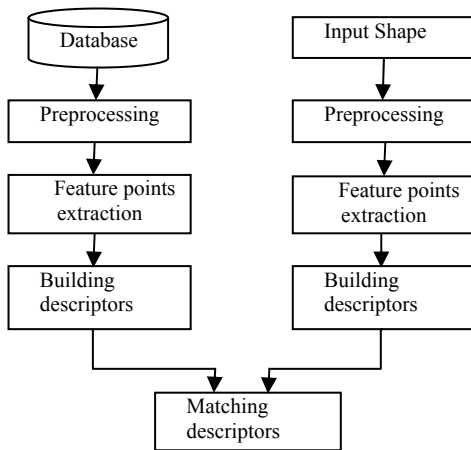 Database
Preprocessing
Feature points
extraction
Building
descriptors
Input Shape
Preprocessing
Feature points
extraction
Building
descriptors
Matching
descriptors